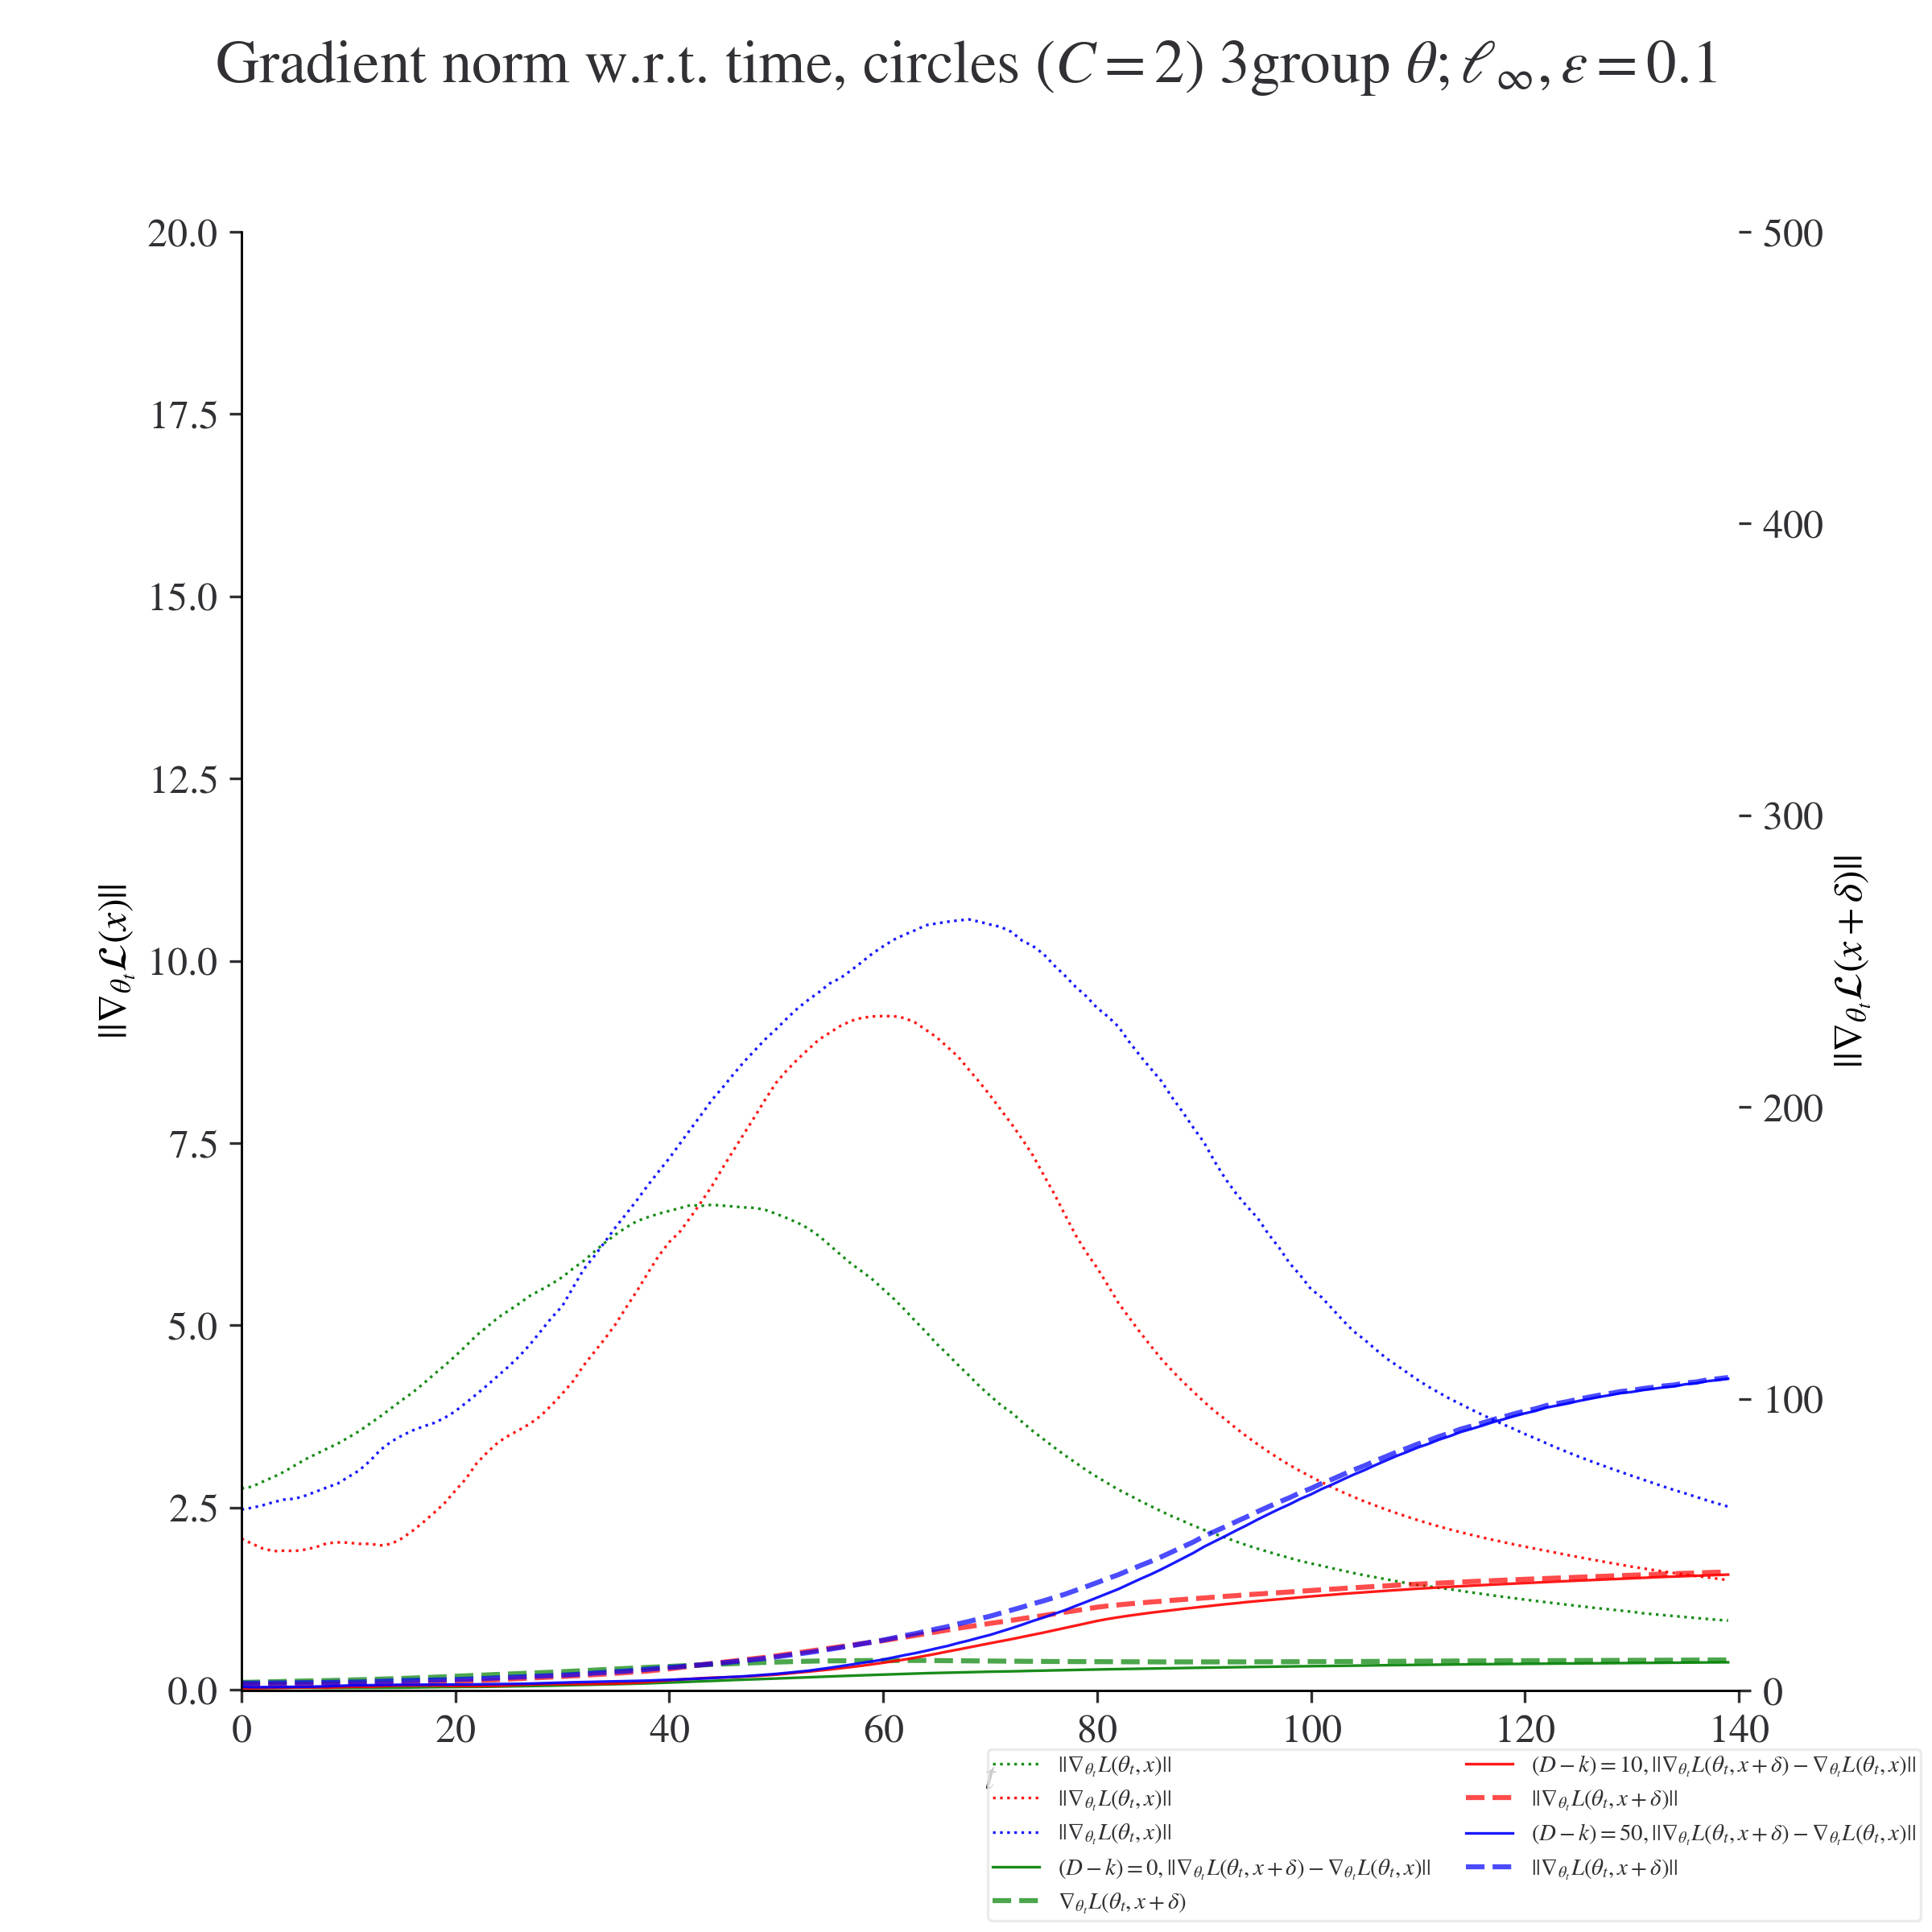 Gradient norm w.r.t. time, circles (C = 2) 3group θ; ℓ∞, ε = 0.1
20.0
17.5
15.0
12.5
10.0
7.5
5.0
2.5
0.0
||∇θₜℒ(x)||
500
400
300
200
100
0
||∇θₜℒ(x + δ)||
0 20 40 60 80 100 120 140
t
||∇θₜL(θₜ, x)||
||∇θₜL(θₜ, x)||
||∇θₜL(θₜ, x)||
(D − k) = 0, ||∇θₜL(θₜ, x + δ) − ∇θₜL(θₜ, x)||
∇θₜL(θₜ, x + δ)
(D − k) = 10, ||∇θₜL(θₜ, x + δ) − ∇θₜL(θₜ, x)||
||∇θₜL(θₜ, x + δ)||
(D − k) = 50, ||∇θₜL(θₜ, x + δ) − ∇θₜL(θₜ, x)||
||∇θₜL(θₜ, x + δ)||